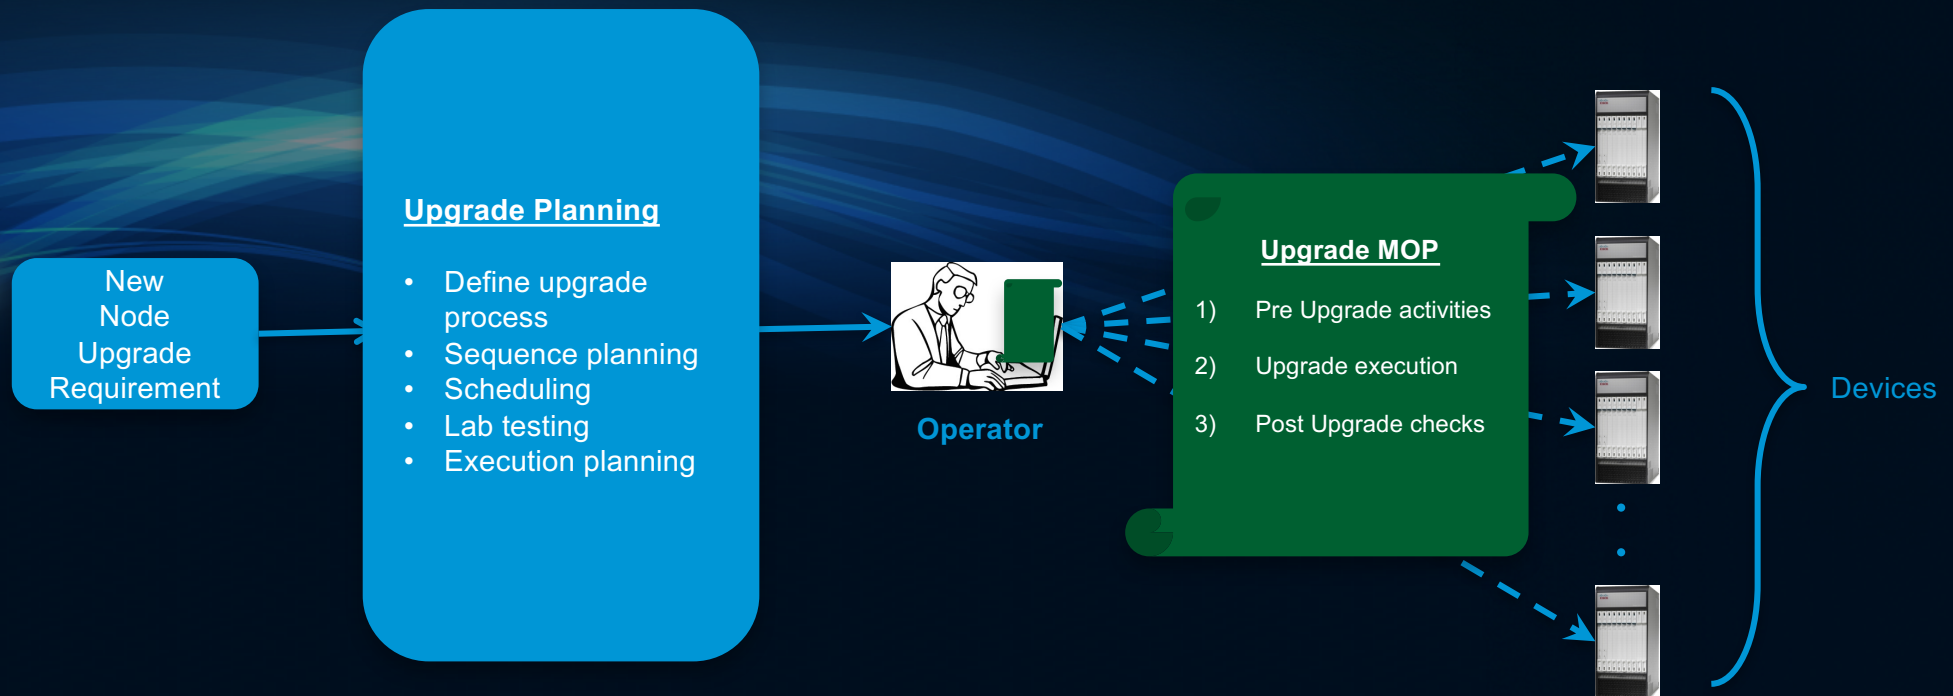 New
Node
Upgrade
Requirement
Upgrade Planning
• Define upgrade
process
• Sequence planning
• Scheduling
• Lab testing
• Execution planning
Operator
Upgrade MOP
1) Pre Upgrade activities
2) Upgrade execution
3) Post Upgrade checks
Devices